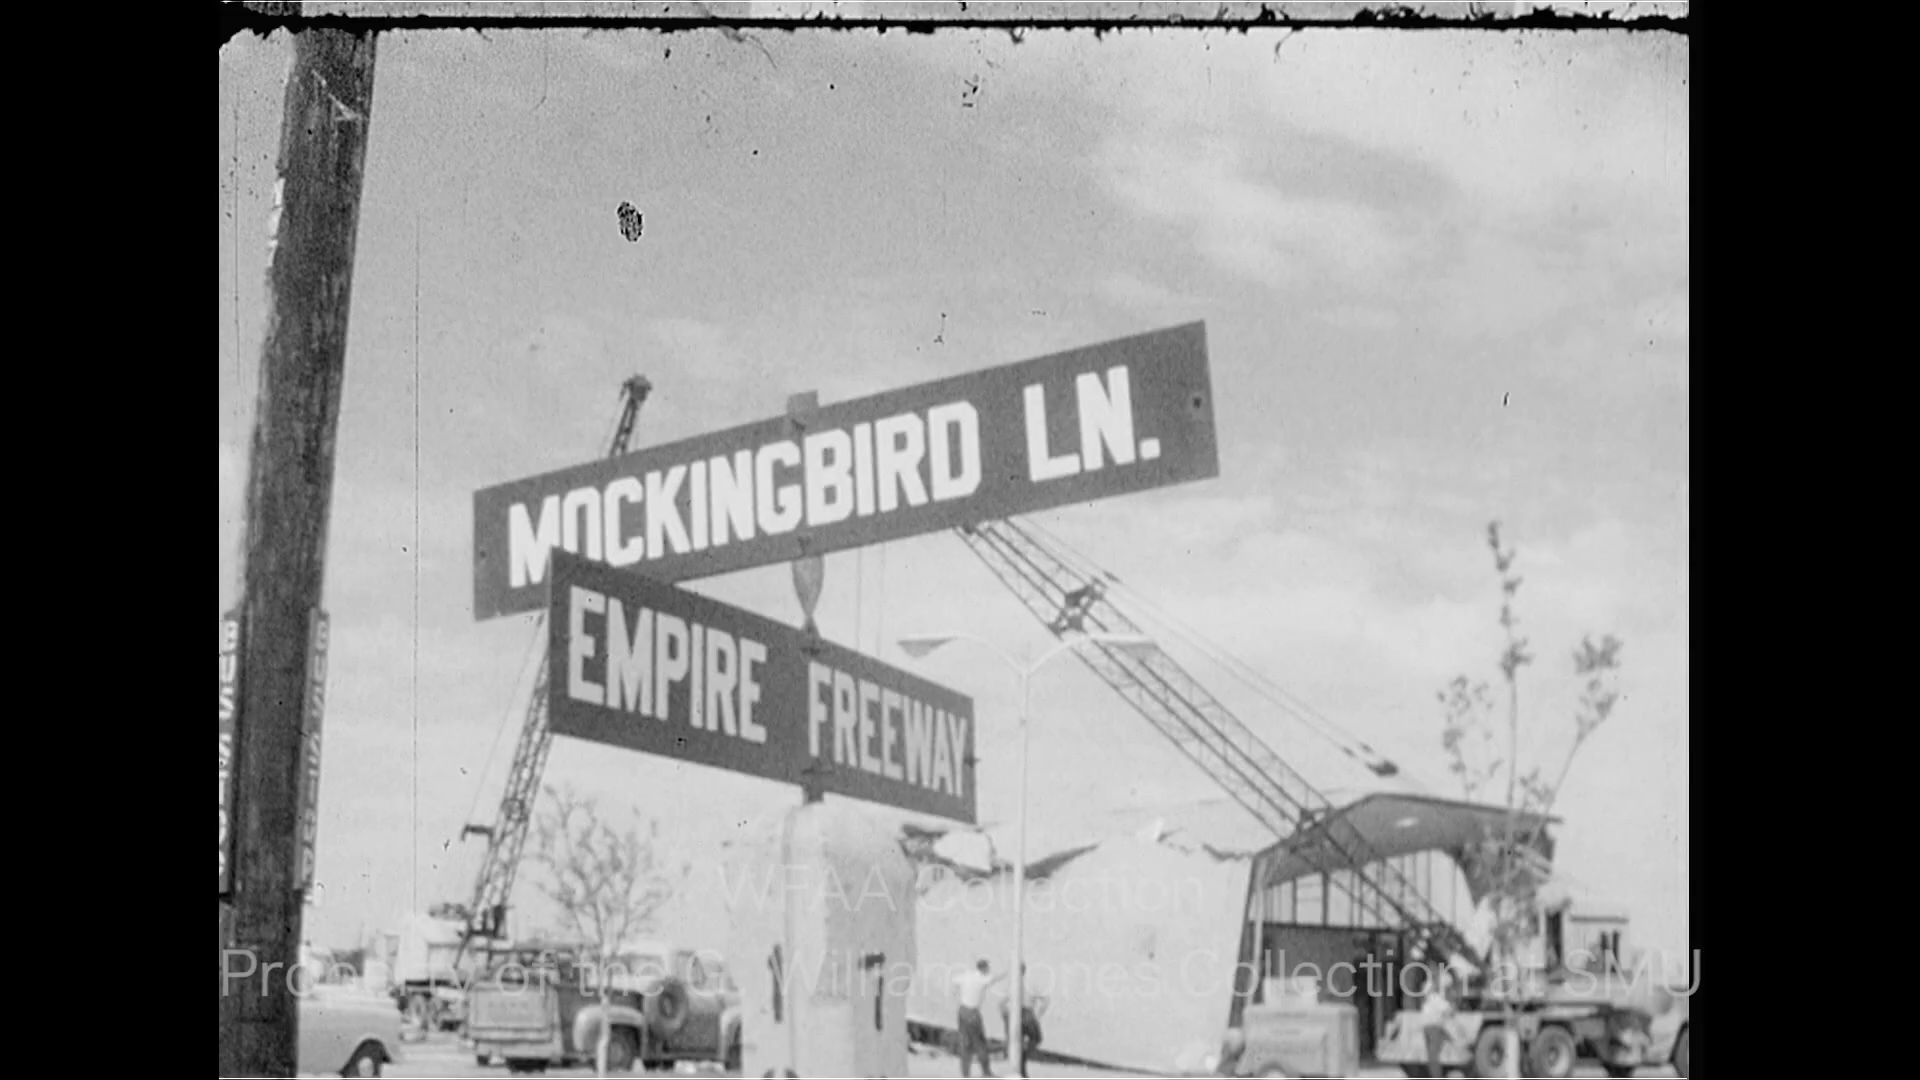 MOCKINGBIRD LN.
EMPIRE FREEWAY
WFAA Collection
Property of the G. William Jones Collection at SMU